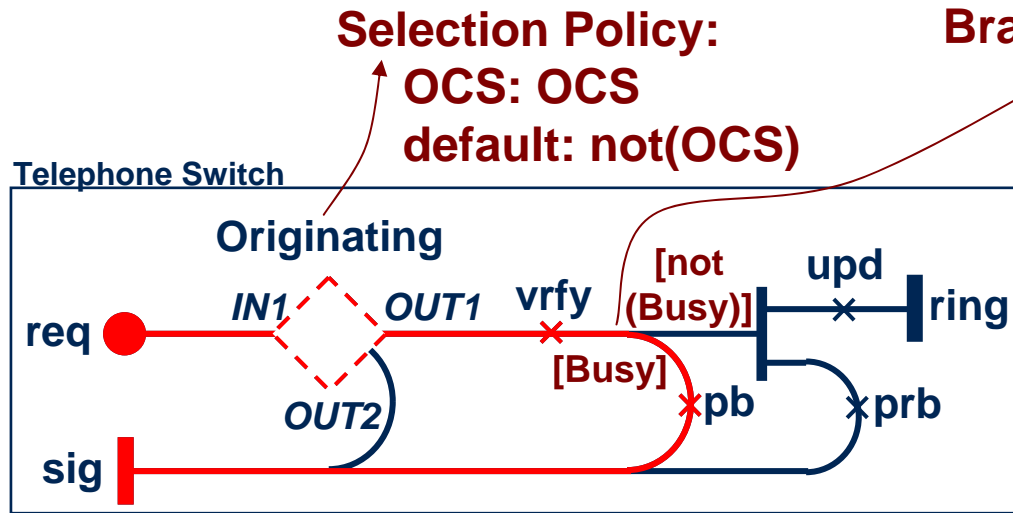 Selection Policy:
Bra
OCS: OCS
default: not(OCS)
Telephone Switch
Originating
[not
(Busy)]
upd
IN1
OUT1
vrfy
req
ring
[Busy]
OUT2
pb
prb
sig